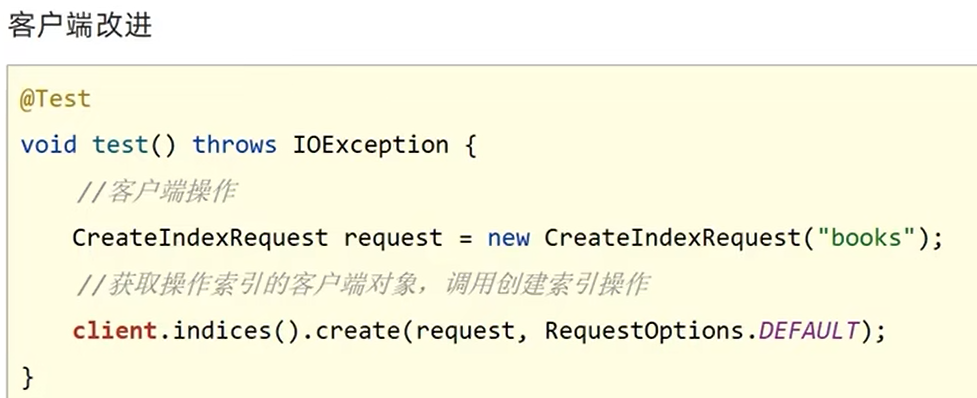 客户端改进
@Test
void test() throws IOException {
//客户端操作
CreateIndexRequest request = new CreateIndexRequest("books");
//获取操作索引的客户端对象，调用创建索引操作
client.indices().create(request, RequestOptions.DEFAULT);
}